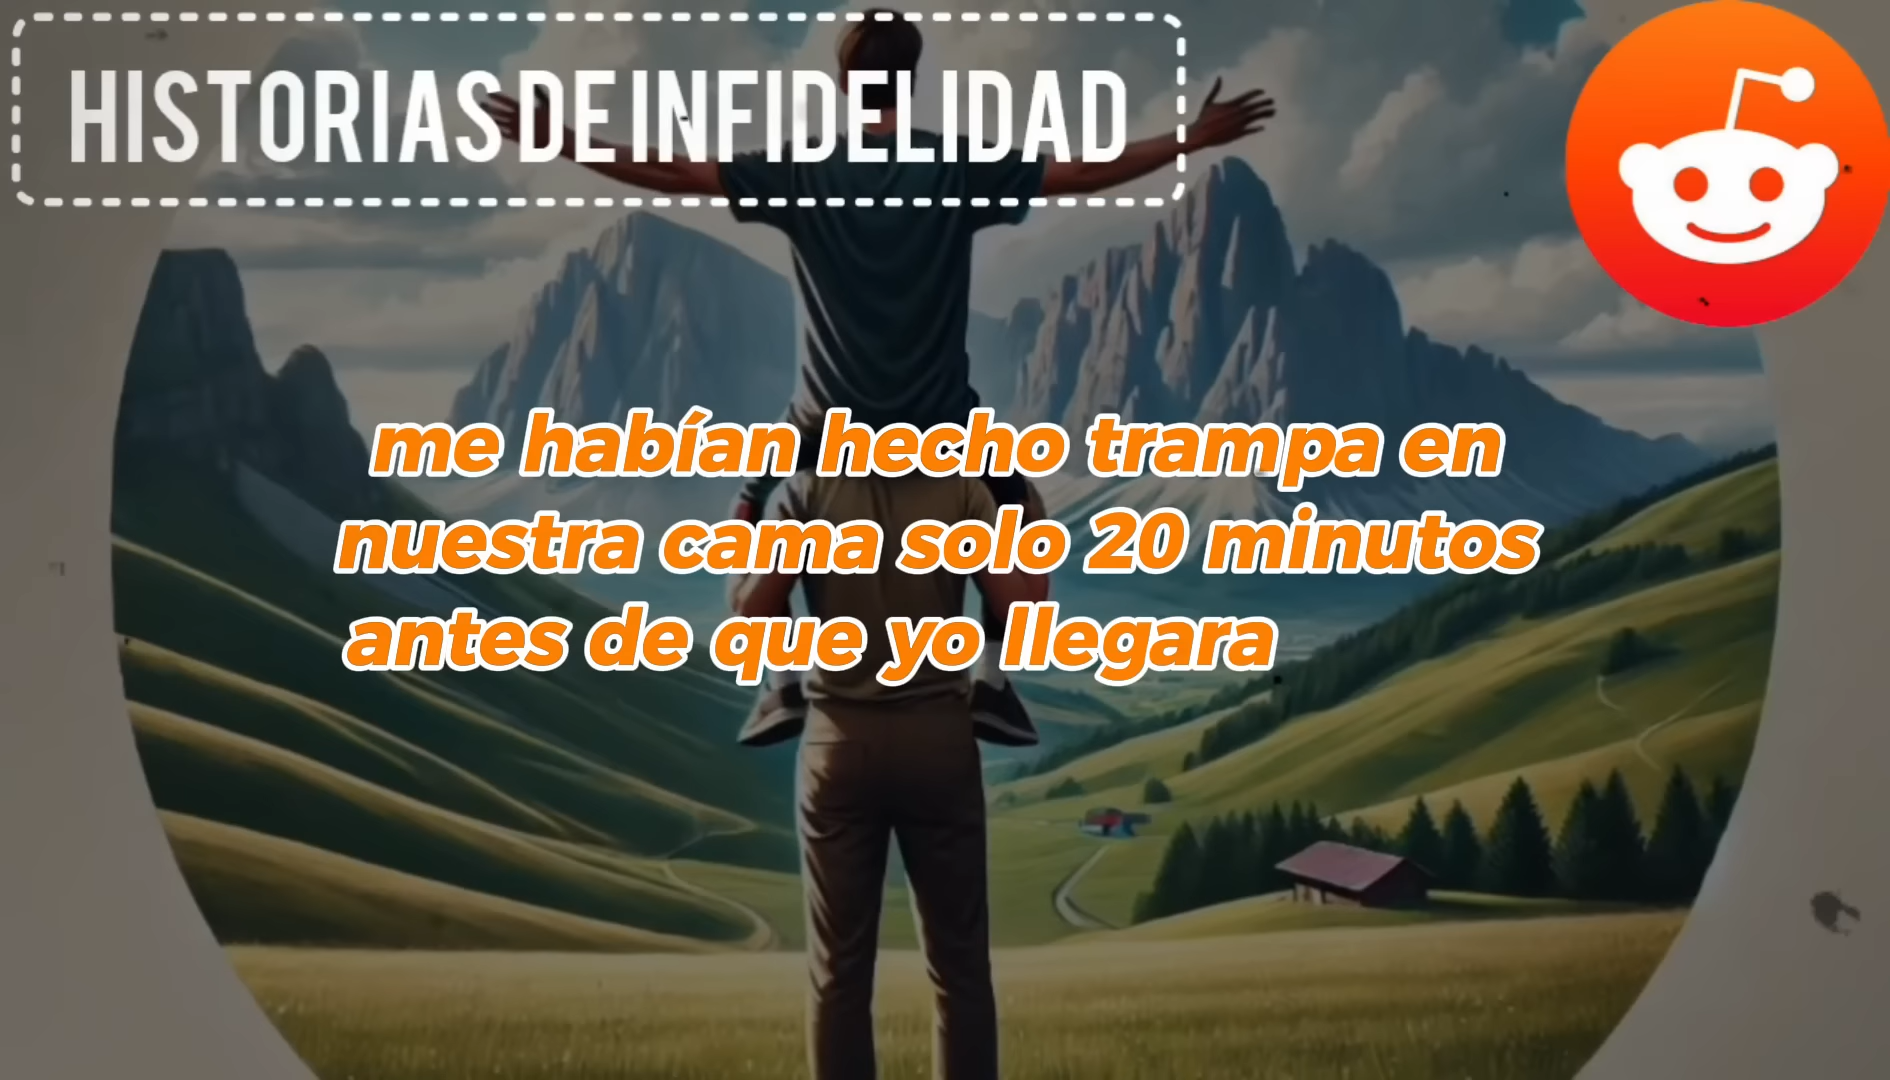 HISTORIAS DE INFIDELIDAD
me habían hecho trampa en
nuestra cama solo 20 minutos
antes de que yo llegara